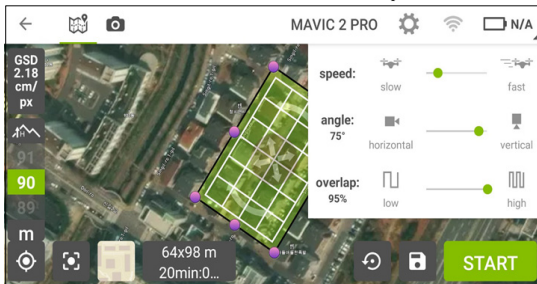 MAVIC 2 PRO
N/A
GSD
2.18
cm/
px
91
90
89
m
speed:
slow
fast
angle:
75°
horizontal
vertical
overlap:
95%
low
high
64x98 m
20min:0...
START